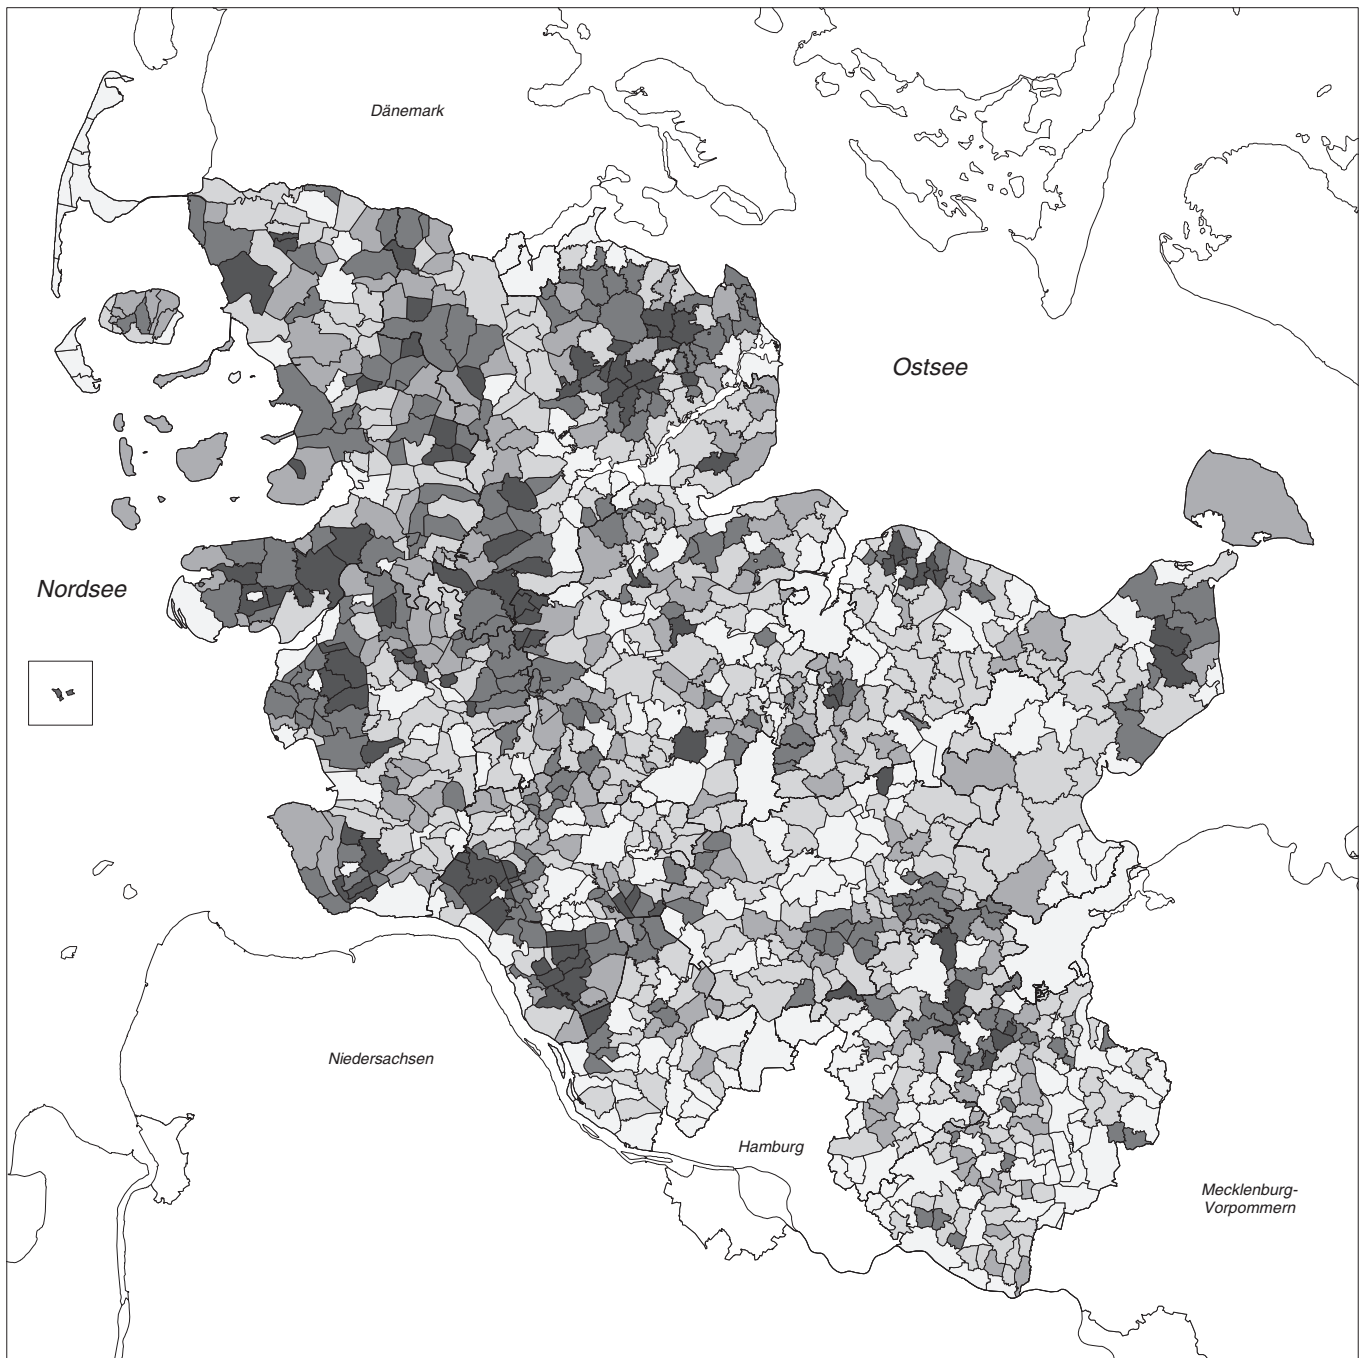 Dänemark
Ostsee
Nordsee
Niedersachsen
Hamburg
Mecklenburg-
Vorpommern